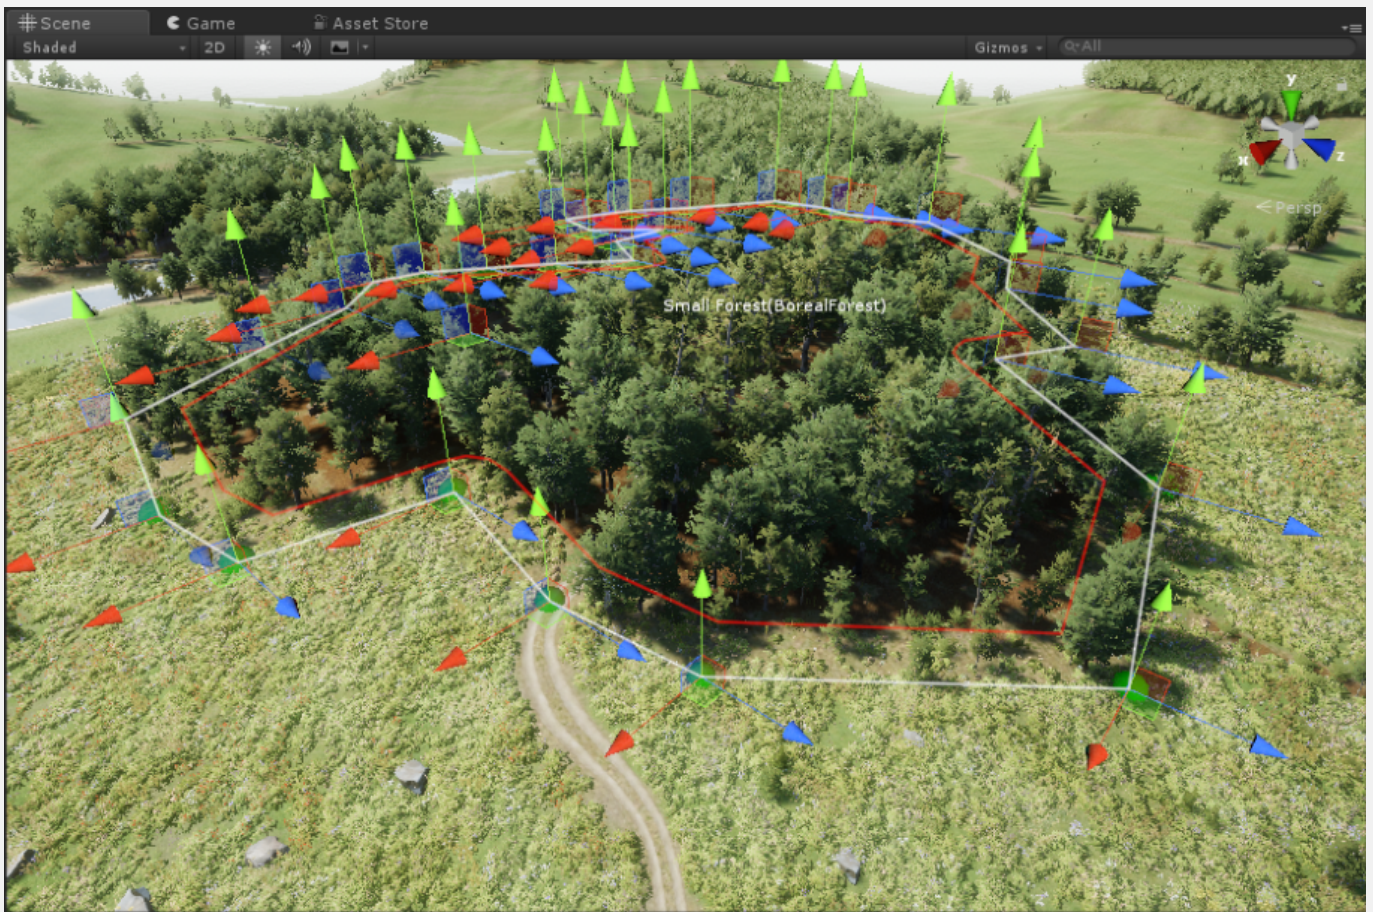 Scene Game Asset Store
Shaded 2D Gizmos All
y
x z
Persp
Small Forest(BorealForest)